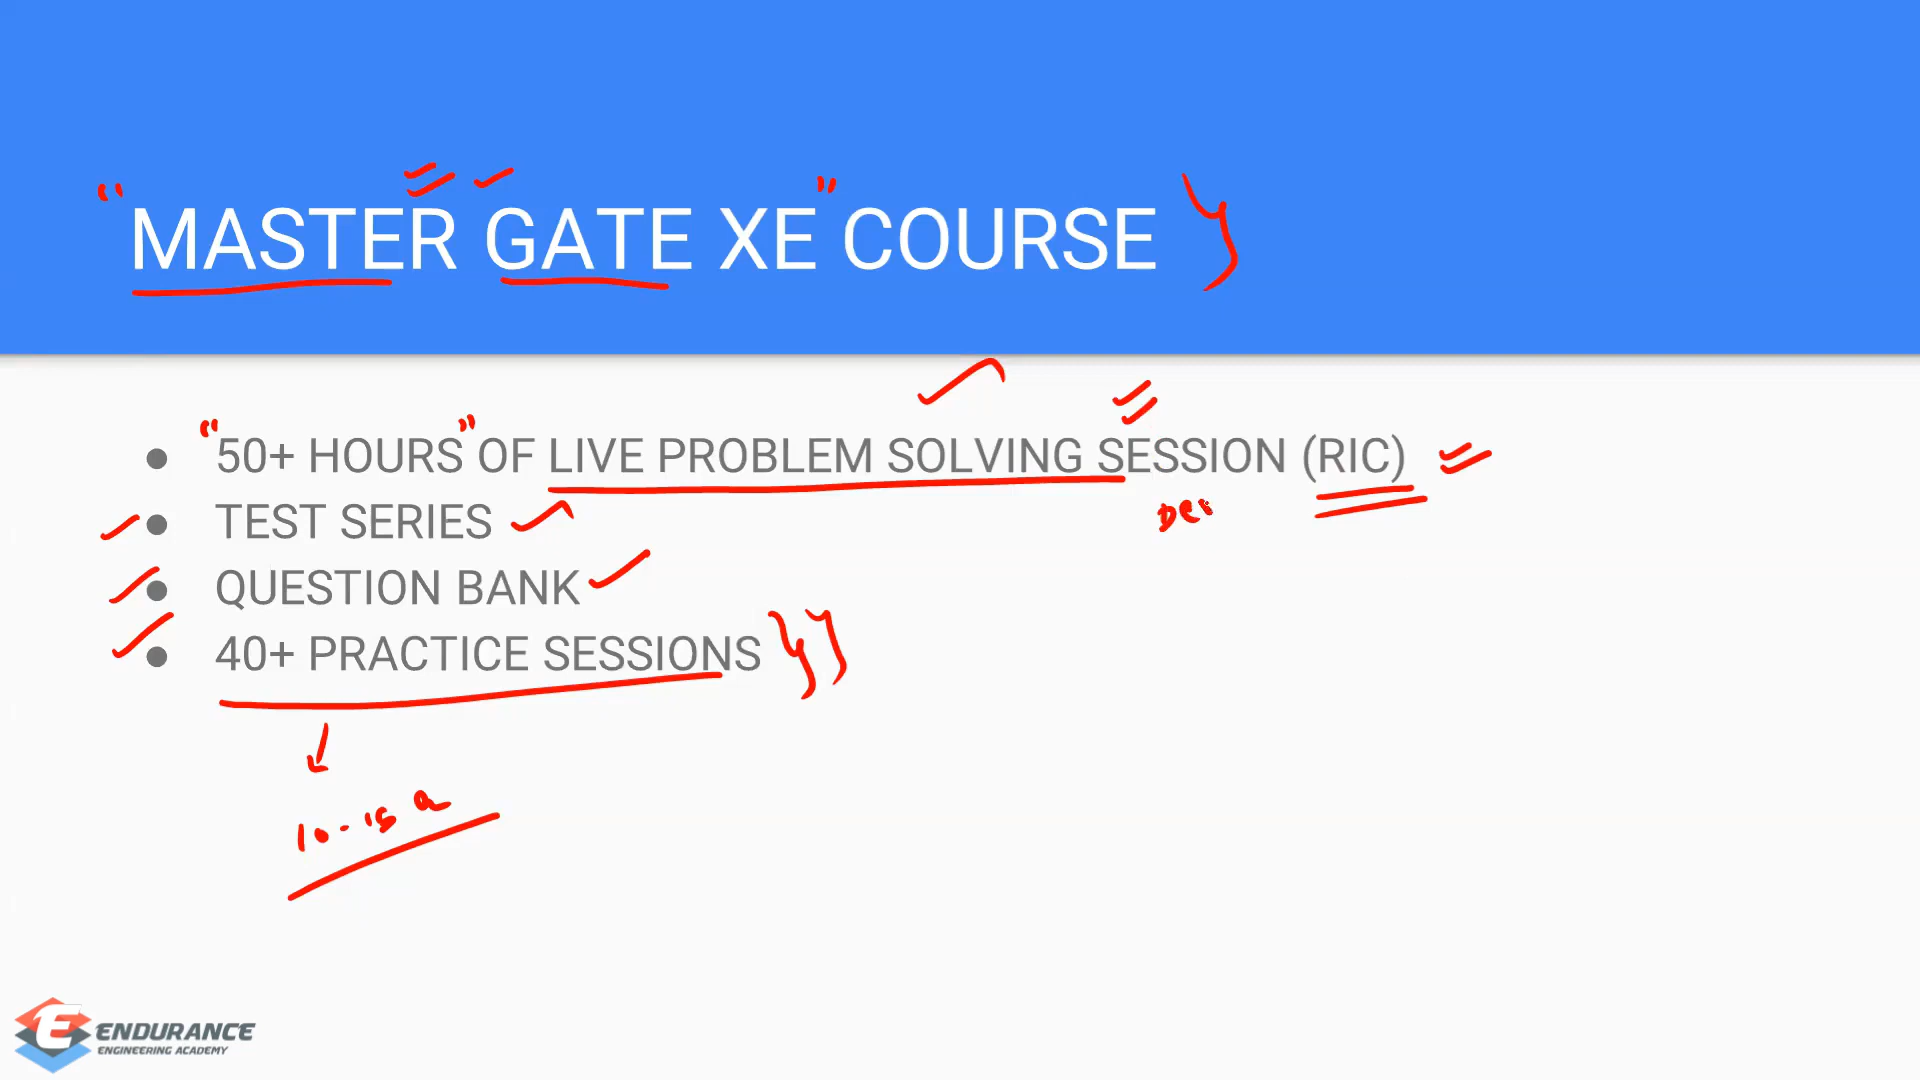 "MASTER GATE XE" COURSE
"50+ HOURS" OF LIVE PROBLEM SOLVING SESSION (RIC)
TEST SERIES
QUESTION BANK
40+ PRACTICE SESSIONS
10-15 Q
ENDURANCE
ENGINEERING ACADEMY